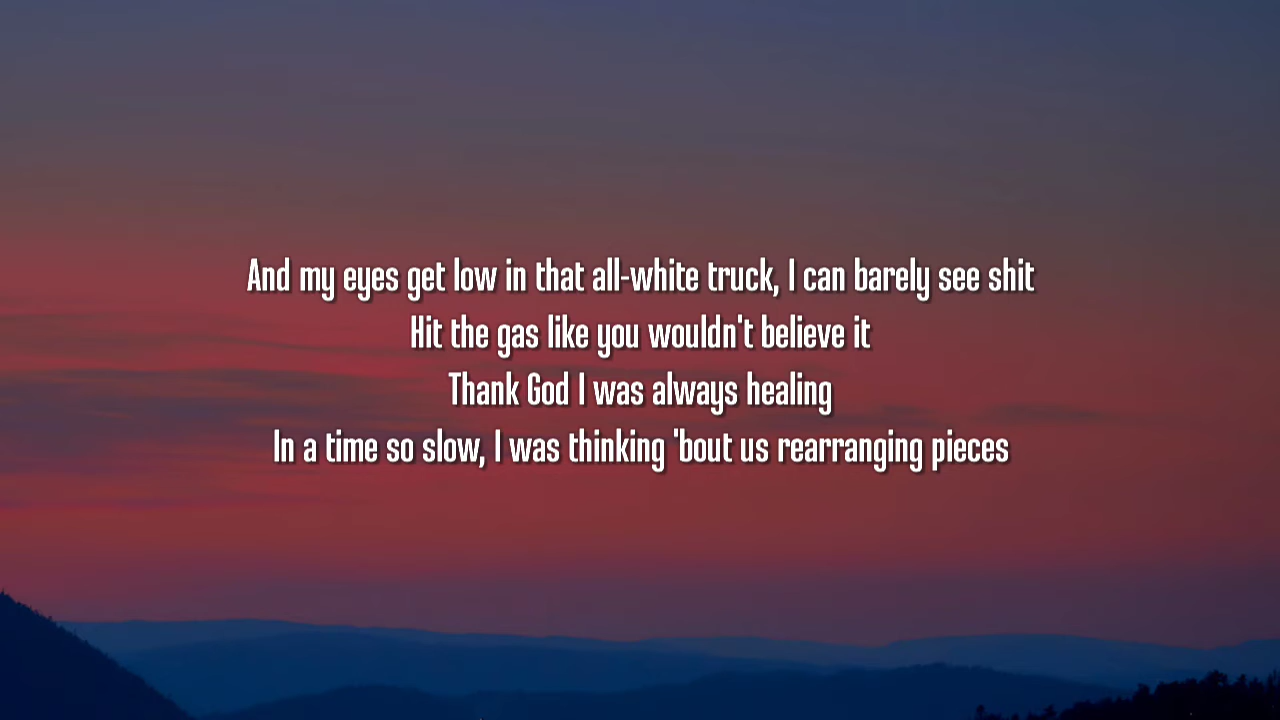 And my eyes get low in that all-white truck, I can barely see shit
Hit the gas like you wouldn't believe it
Thank God I was always healing
In a time so slow, I was thinking 'bout us rearranging pieces